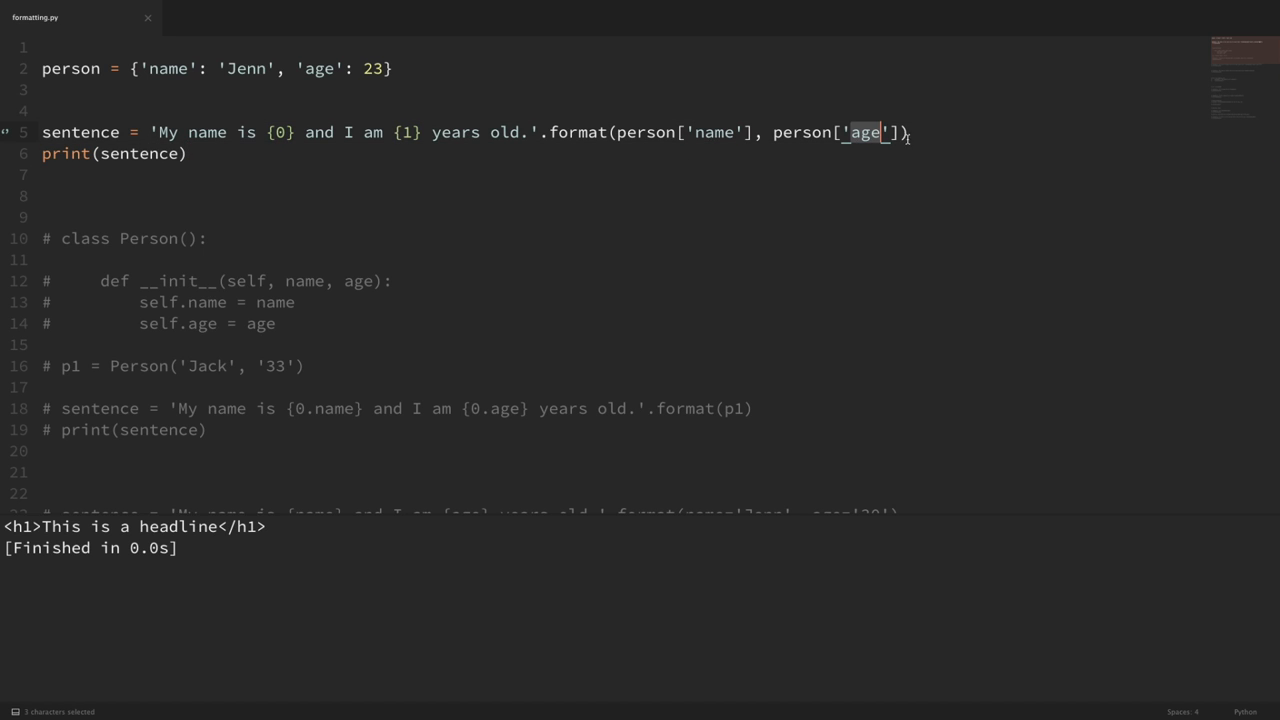 formatting.py
1
2 person = {'name': 'Jenn', 'age': 23}
3
4
5 sentence = 'My name is {0} and I am {1} years old.'.format(person['name'], person['age'])
6 print(sentence)
7
8
9
10 # class Person():
11
12 #     def __init__(self, name, age):
13 #         self.name = name
14 #         self.age = age
15
16 # p1 = Person('Jack', '33')
17
18 # sentence = 'My name is {0.name} and I am {0.age} years old.'.format(p1)
19 # print(sentence)
20
21
22
<h1>This is a headline</h1>
[Finished in 0.0s]
3 characters selected
Spaces: 4
Python